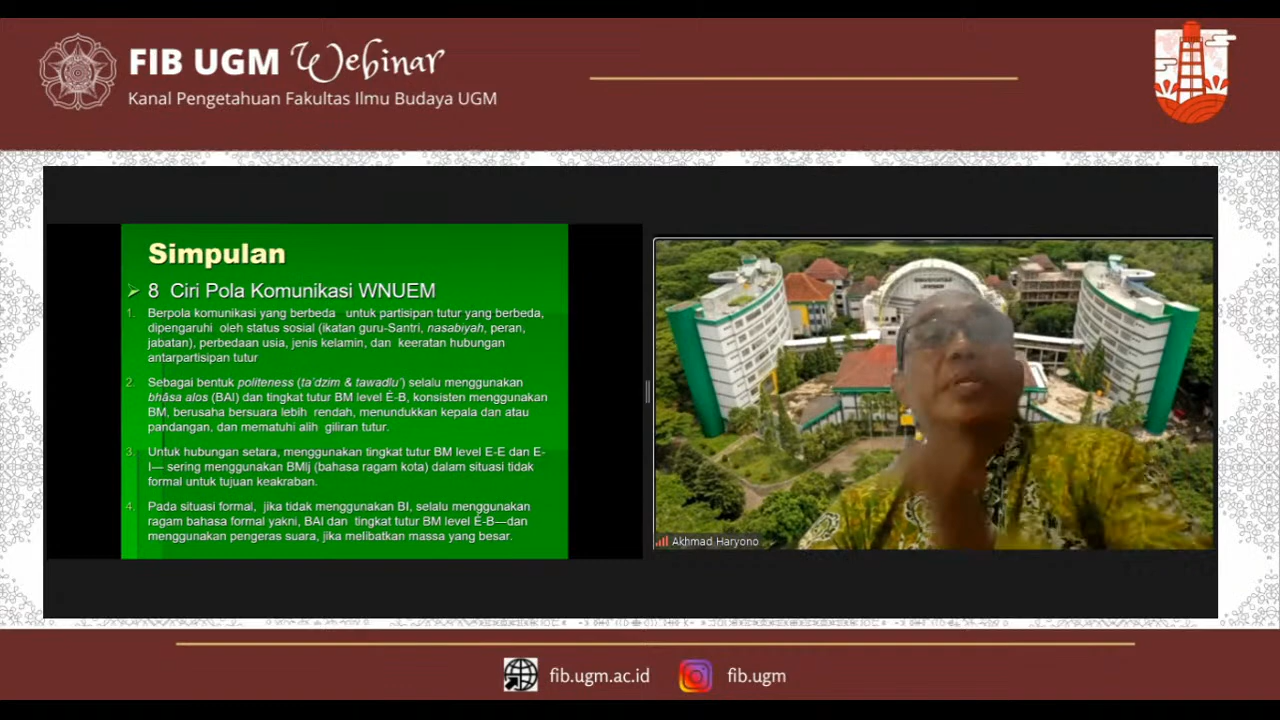 FIB UGM Webinar
Kanal Pengetahuan Fakultas Ilmu Budaya UGM
Simpulan
8 Ciri Pola Komunikasi WNUEM
1. Berpola komunikasi yang berbeda untuk partisipan tutur yang berbeda,
dipengaruhi oleh status sosial (ikatan guru-Santri, nasabiyah, peran,
jabatan), perbedaan usia, jenis kelamin, dan keeratan hubungan
antarpartisipan tutur
2. Sebagai bentuk politeness (ta'dzim & tawadlu') selalu menggunakan
bhâsa alos (BAI) dan tingkat tutur BM level È-B, konsisten menggunakan
BM, berusaha bersuara lebih rendah, menundukkan kepala dan atau
pandangan, dan mematuhi alih giliran tutur.
3. Untuk hubungan setara, menggunakan tingkat tutur BM level E-E dan E-
I— sering menggunakan BMIj (bahasa ragam kota) dalam situasi tidak
formal untuk tujuan keakraban.
4. Pada situasi formal, jika tidak menggunakan BI, selalu menggunakan
ragam bahasa formal yakni, BAI dan tingkat tutur BM level È-B—dan
menggunakan pengeras suara, jika melibatkan massa yang besar.
Akhmad Haryono
fib.ugm.ac.id
fib.ugm